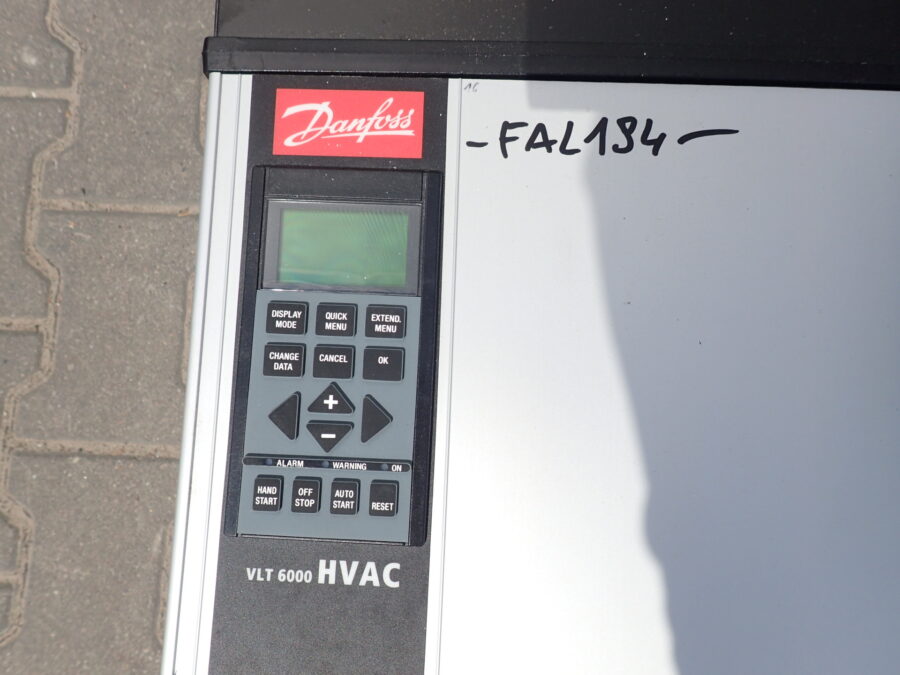 Danfoss
-FAL194-
DISPLAY MODE
QUICK MENU
EXTEND. MENU
CHANGE DATA
CANCEL
OK
+
-
ALARM
WARNING
ON
HAND START
OFF STOP
AUTO START
RESET
VLT 6000 HVAC